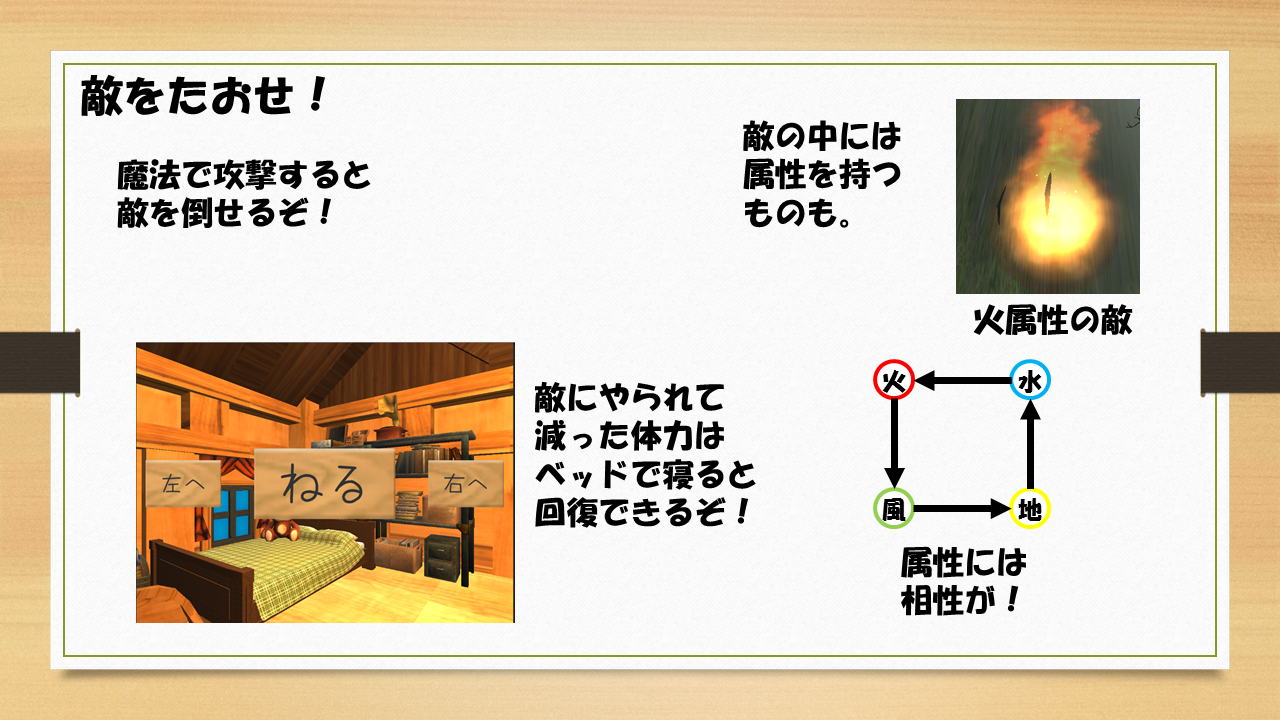 敵をたおせ！
魔法で攻撃すると
敵を倒せるぞ！
敵の中には
属性を持つ
ものも。
火属性の敵
左へ
ねる
右へ
敵にやられて
減った体力は
ベッドで寝ると
回復できるぞ！
火
水
風
地
属性には
相性が！